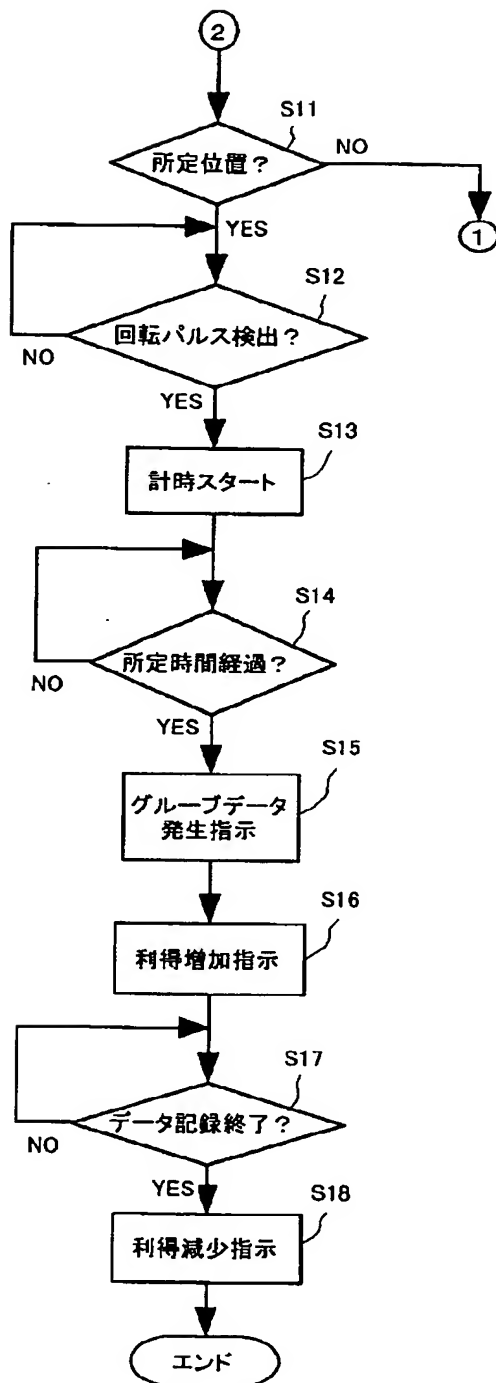 2
S11
所定位置？
NO
YES
1
S12
回転パルス検出？
NO
YES
S13
計時スタート
S14
所定時間経過？
NO
YES
S15
グルーブデータ
発生指示
S16
利得増加指示
S17
データ記録終了？
NO
YES
S18
利得減少指示
エンド